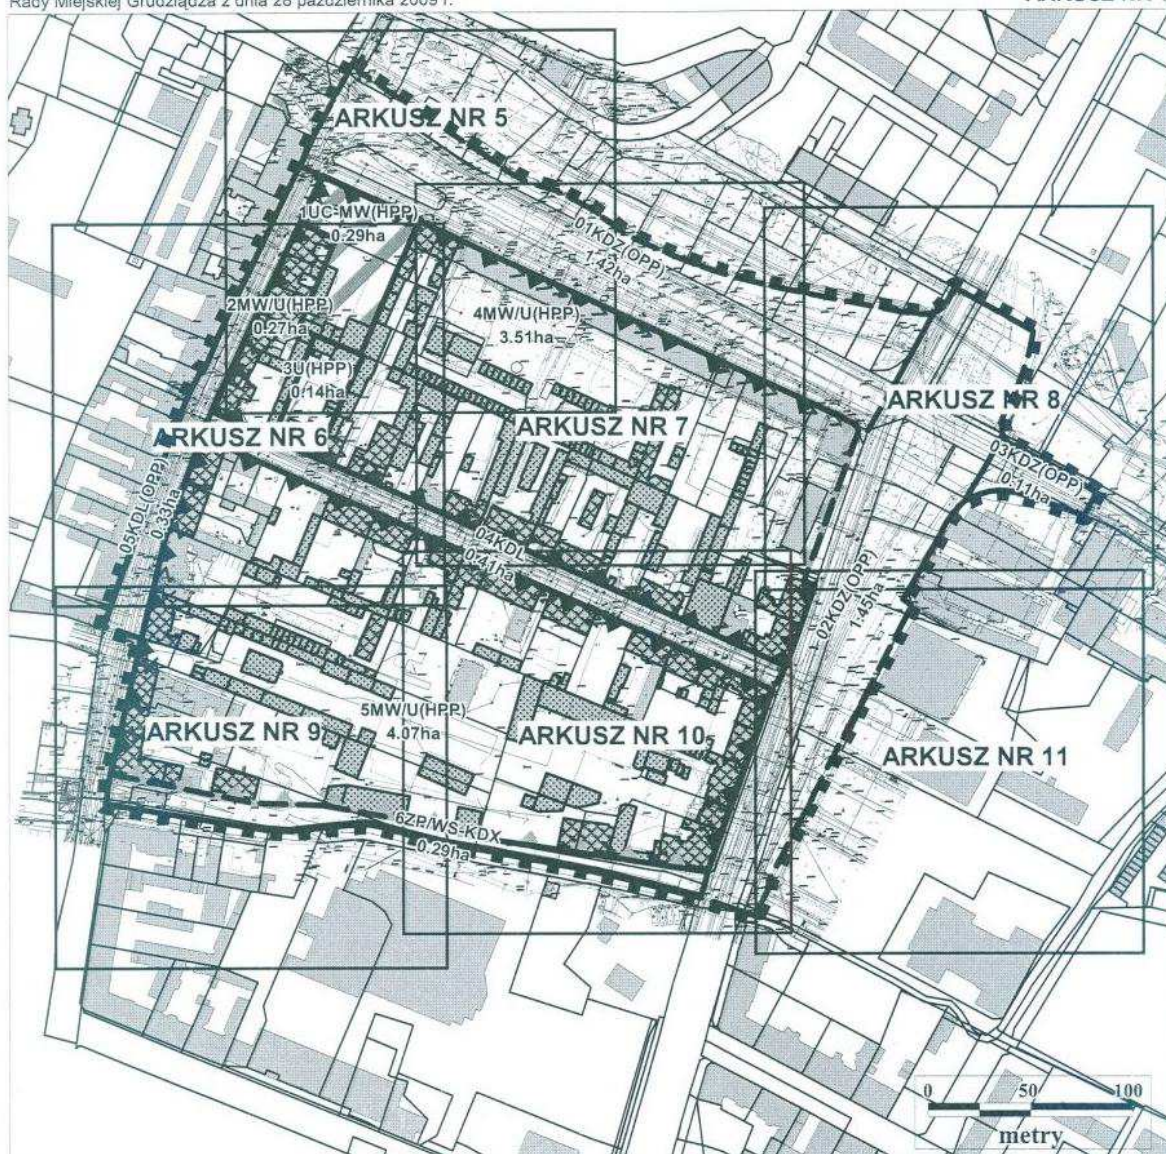 Rady Miejskiej Grudziądza z dnia 28 października 2009 r.
ARKUSZ NR 5
1UC-MW(HPP)
0.29ha
01KDZ(OPP)
1.42ha
2MW/U(HPP)
0.27ha
4MW/U(HPP)
3.51ha
3U(HPP)
0.14ha
ARKUSZ NR 8
ARKUSZ NR 6
ARKUSZ NR 7
03KDZ(OPP)
0.11ha
05KDL(OPP)
0.33ha
04KDL
0.41ha
02KDZ(OPP)
1.45ha
5MW/U(HPP)
4.07ha
ARKUSZ NR 9
ARKUSZ NR 10
ARKUSZ NR 11
6ZP/WS-KDX
0.29ha
0 50 100
metry